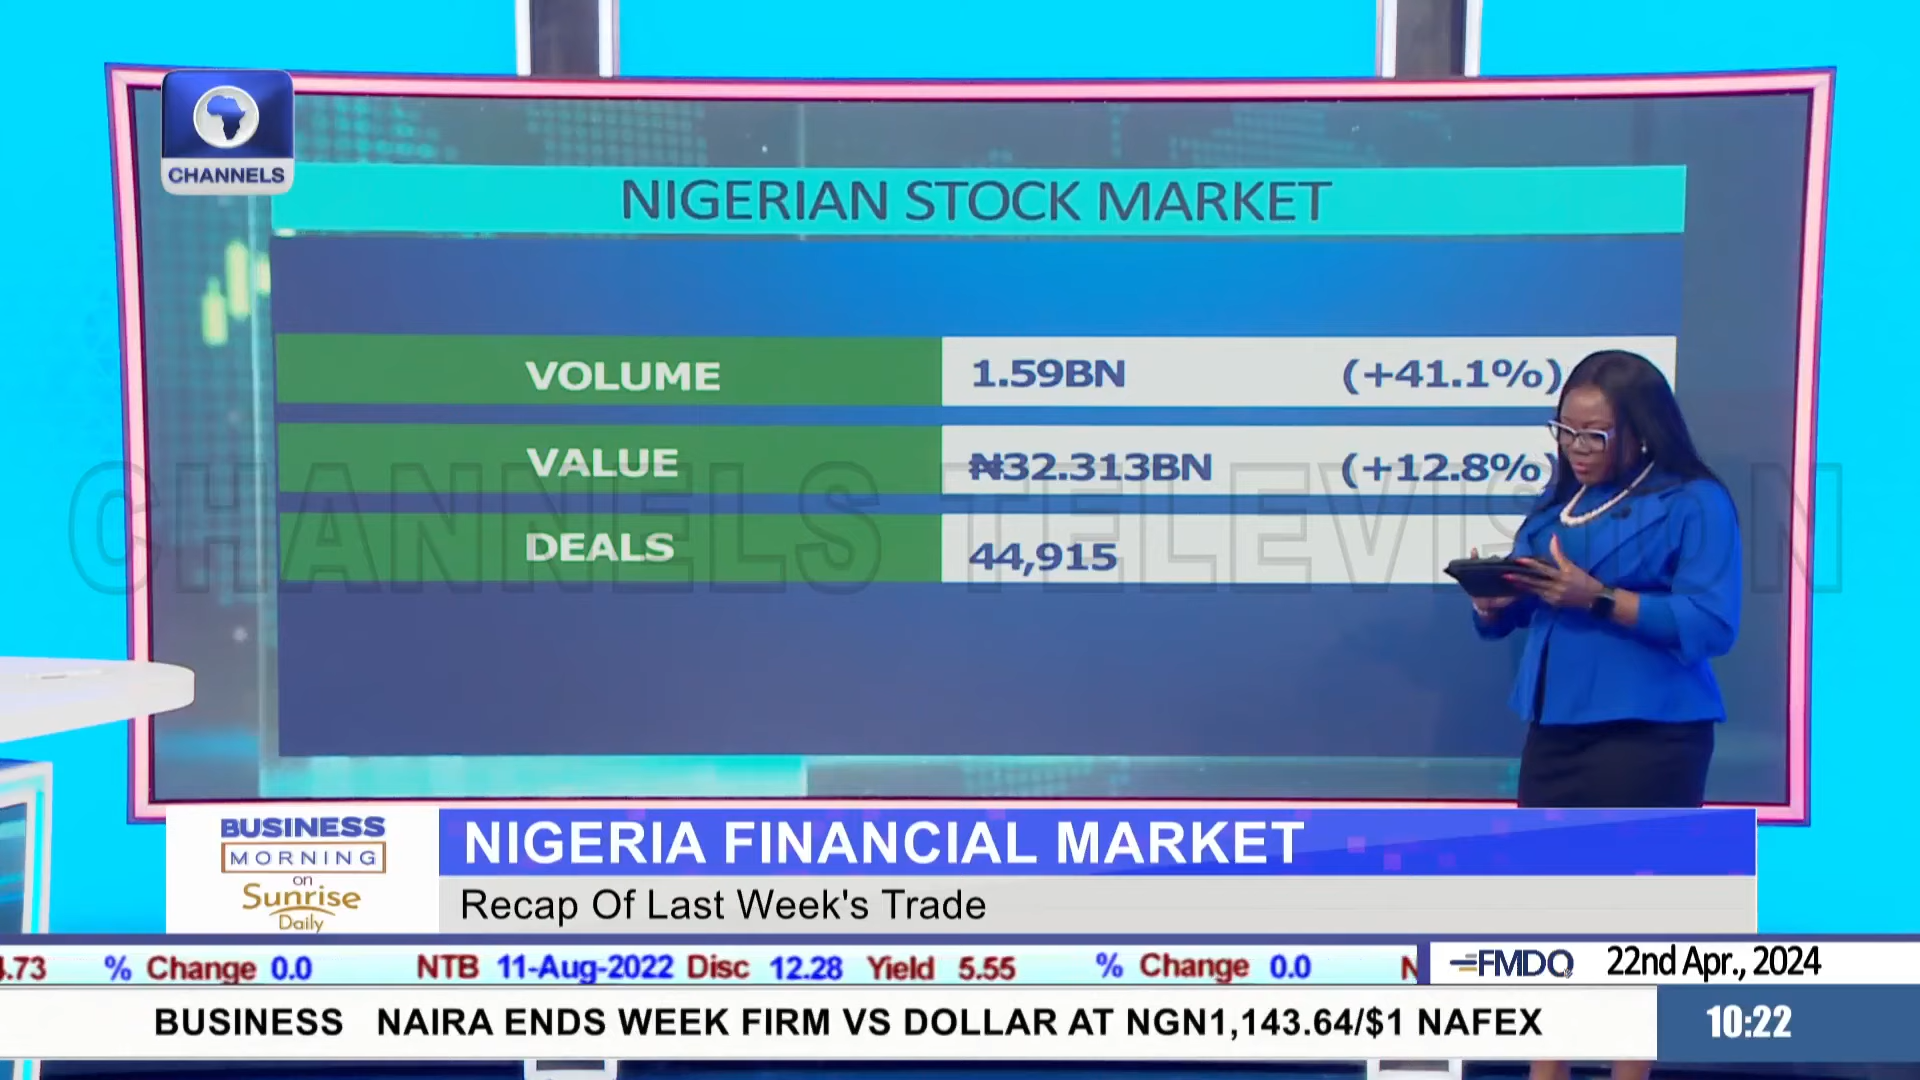 CHANNELS
NIGERIAN STOCK MARKET
VOLUME 1.59BN (+41.1%)
VALUE ₦32.313BN (+12.8%)
DEALS 44,915
CHANNELS TELEVISION
BUSINESS
MORNING
on
Sunrise
Daily
NIGERIA FINANCIAL MARKET
Recap Of Last Week's Trade
.73 % Change 0.0 NTB 11-Aug-2022 Disc 12.28 Yield 5.55 % Change 0.0 N
FMDQ 22nd Apr., 2024
BUSINESS NAIRA ENDS WEEK FIRM VS DOLLAR AT NGN1,143.64/$1 NAFEX
10:22